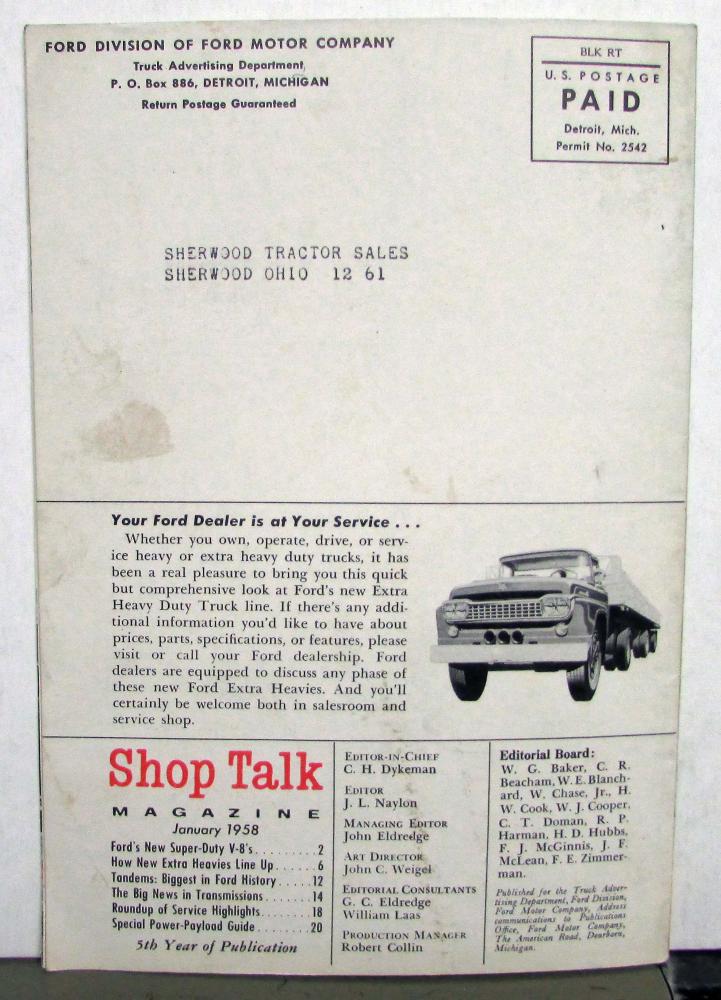 FORD DIVISION OF FORD MOTOR COMPANY
Truck Advertising Department,
P. O. Box 886, DETROIT, MICHIGAN
Return Postage Guaranteed
BLK RT
U.S. POSTAGE
PAID
Detroit, Mich.
Permit No. 2542
SHERWOOD TRACTOR SALES
SHERWOOD OHIO 12 61
Your Ford Dealer is at Your Service . . .
Whether you own, operate, drive, or serv-
ice heavy or extra heavy duty trucks, it has
been a real pleasure to bring you this quick
but comprehensive look at Ford's new Extra
Heavy Duty Truck line. If there's any addi-
tional information you'd like to have about
prices, parts, specifications, or features, please
visit or call your Ford dealership. Ford
dealers are equipped to discuss any phase of
these new Ford Extra Heavies. And you'll
certainly be welcome both in salesroom and
service shop.
Shop Talk
MAGAZINE
January 1958
Ford's New Super-Duty V-8's . . . . . . . . . 2
How New Extra Heavies Line Up . . . . . . 6
Tandems: Biggest in Ford History . . . . . 12
The Big News in Transmissions . . . . . . . 14
Roundup of Service Highlights . . . . . . . . 18
Special Power-Payload Guide . . . . . . . . 20
5th Year of Publication
EDITOR-IN-CHIEF
C. H. Dykeman
EDITOR
J. L. Naylon
MANAGING EDITOR
John Eldredge
ART DIRECTOR
John C. Weigel
EDITORIAL CONSULTANTS
G. C. Eldredge
William Laas
PRODUCTION MANAGER
Robert Collin
Editorial Board:
W. G. Baker, C. R.
Beacham, W. E. Blanch-
ard, W. Chase, Jr., H.
W. Cook, W. J. Cooper,
C. T. Doman, R. P.
Harman, H. D. Hubbs,
F. J. McGinnis, J. F.
McLean, F. E. Zimmer-
man.
Published for the Truck Adver-
tising Department, Ford Division,
Ford Motor Company, Address
communications to Publications
Office, Ford Motor Company,
The American Road, Dearborn,
Michigan.